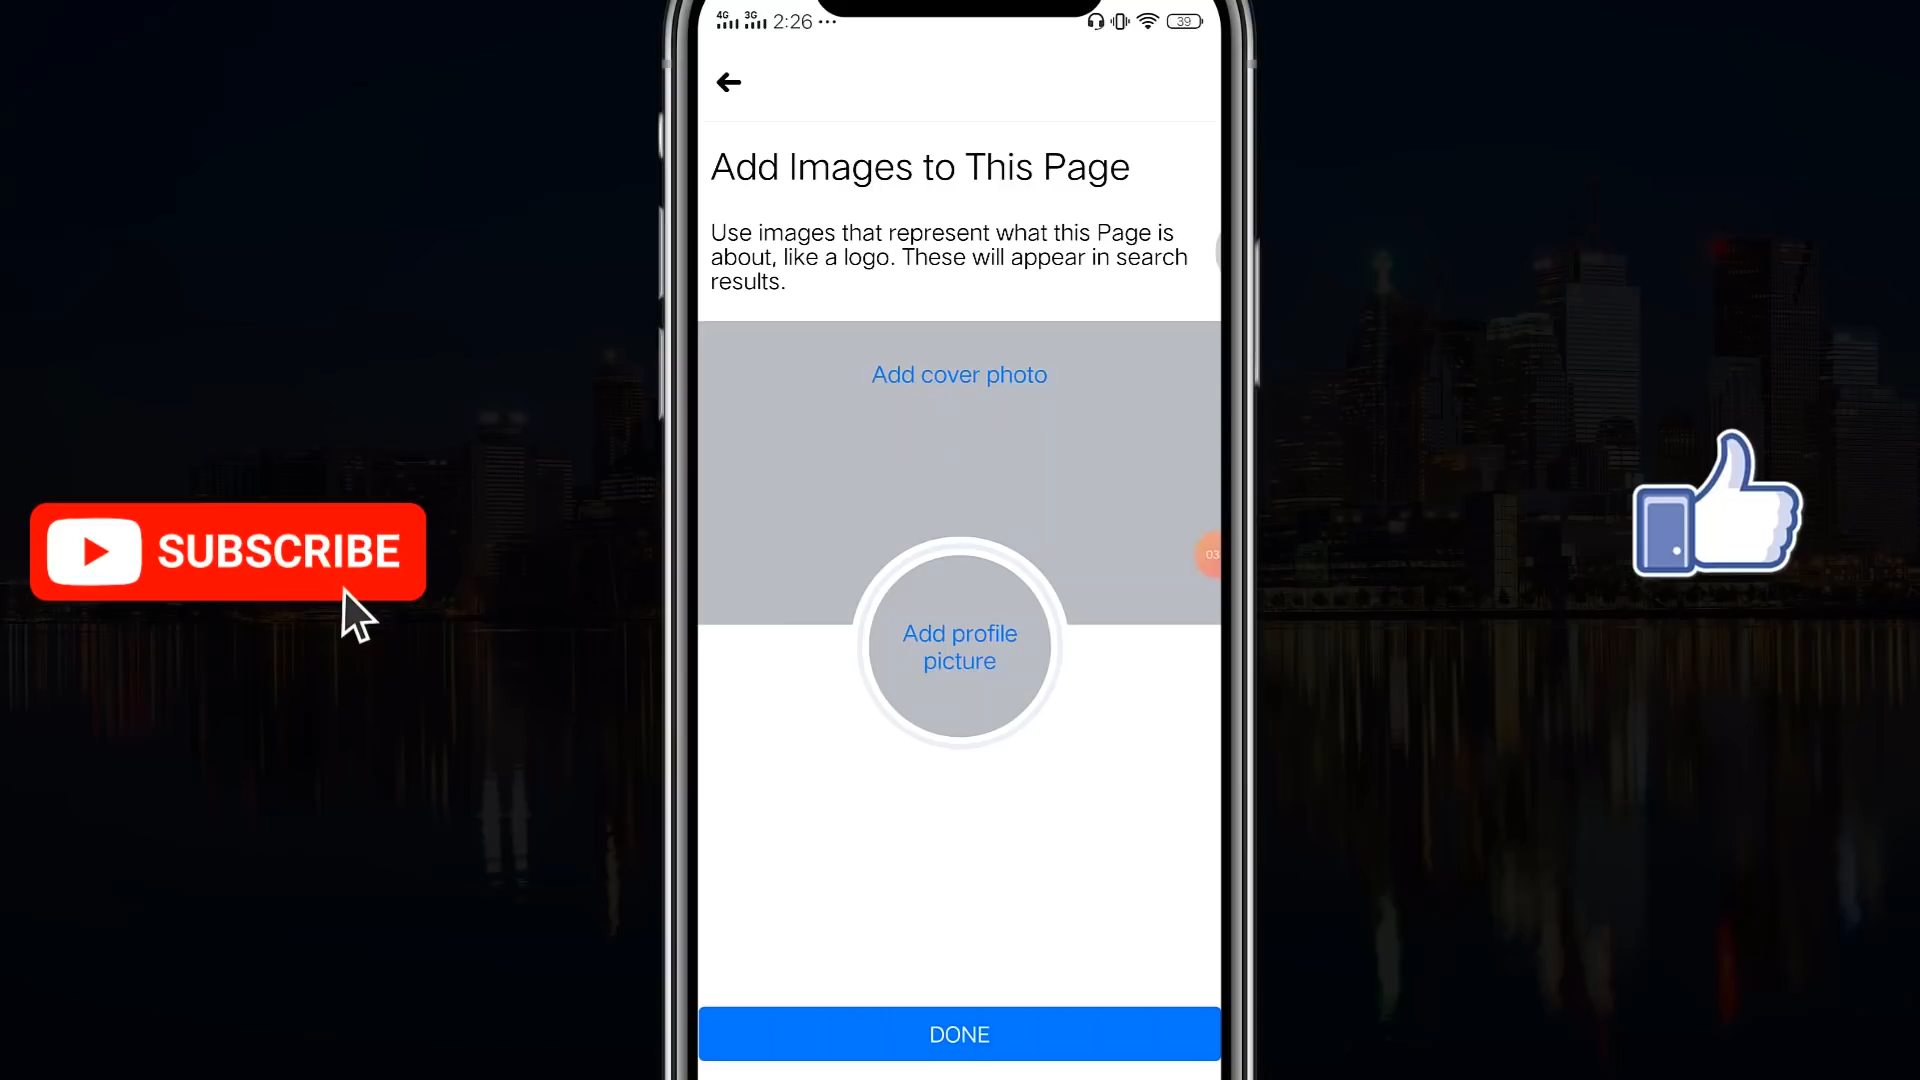 4G 3G 2:26 ... 39
Add Images to This Page
Use images that represent what this Page is
about, like a logo. These will appear in search
results.
Add cover photo
03
SUBSCRIBE
Add profile
picture
DONE